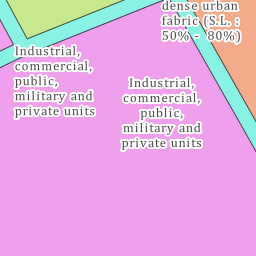 dense urban
fabric (S.L. :
50% - 80%)
Industrial,
commercial,
public,
military and
private units
Industrial,
commercial,
public,
military and
private units